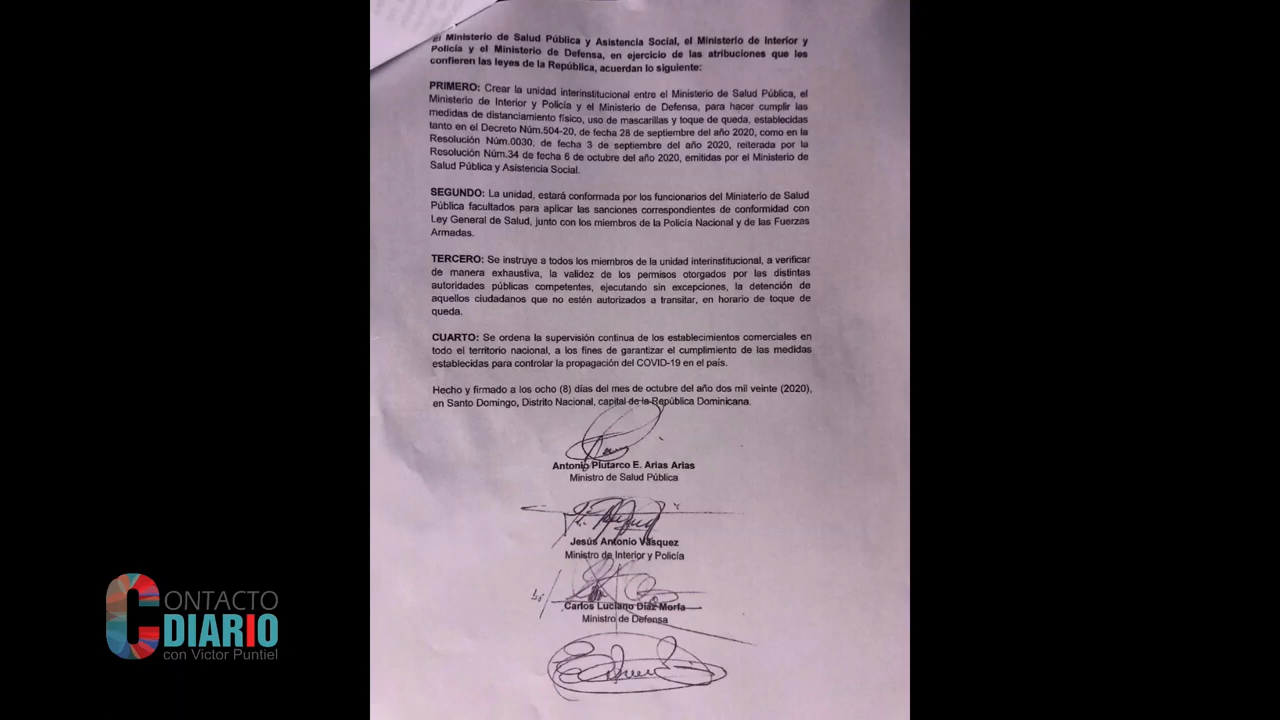 el Ministerio de Salud Pública y Asistencia Social, el Ministerio de Interior y
Policía y el Ministerio de Defensa, en ejercicio de las atribuciones que les
confieren las leyes de la República, acuerdan lo siguiente:
PRIMERO: Crear la unidad interinstitucional entre el Ministerio de Salud Pública, el
Ministerio de Interior y Policía y el Ministerio de Defensa, para hacer cumplir las
medidas de distanciamiento físico, uso de mascarillas y toque de queda, establecidas
tanto en el Decreto Núm.504-20, de fecha 28 de septiembre del año 2020, como en la
Resolución Núm.0030, de fecha 3 de septiembre del año 2020, reiterada por la
Resolución Núm.34 de fecha 6 de octubre del año 2020, emitidas por el Ministerio de
Salud Pública y Asistencia Social.
SEGUNDO: La unidad, estará conformada por los funcionarios del Ministerio de Salud
Pública facultados para aplicar las sanciones correspondientes de conformidad con
Ley General de Salud, junto con los miembros de la Policía Nacional y de las Fuerzas
Armadas.
TERCERO: Se instruye a todos los miembros de la unidad interinstitucional, a verificar
de manera exhaustiva, la validez de los permisos otorgados por las distintas
autoridades públicas competentes, ejecutando sin excepciones, la detención de
aquellos ciudadanos que no estén autorizados a transitar, en horario de toque de
queda.
CUARTO: Se ordena la supervisión continua de los establecimientos comerciales en
todo el territorio nacional, a los fines de garantizar el cumplimiento de las medidas
establecidas para controlar la propagación del COVID-19 en el país.
Hecho y firmado a los ocho (8) días del mes de octubre del año dos mil veinte (2020),
en Santo Domingo, Distrito Nacional, capital de la República Dominicana.
Antonio Plutarco E. Arias Arias
Ministro de Salud Pública
Jesús Antonio Vásquez
Ministro de Interior y Policía
Carlos Luciano Díaz Morfa
Ministro de Defensa
CONTACTO
DIARIO
con Victor Puntiel